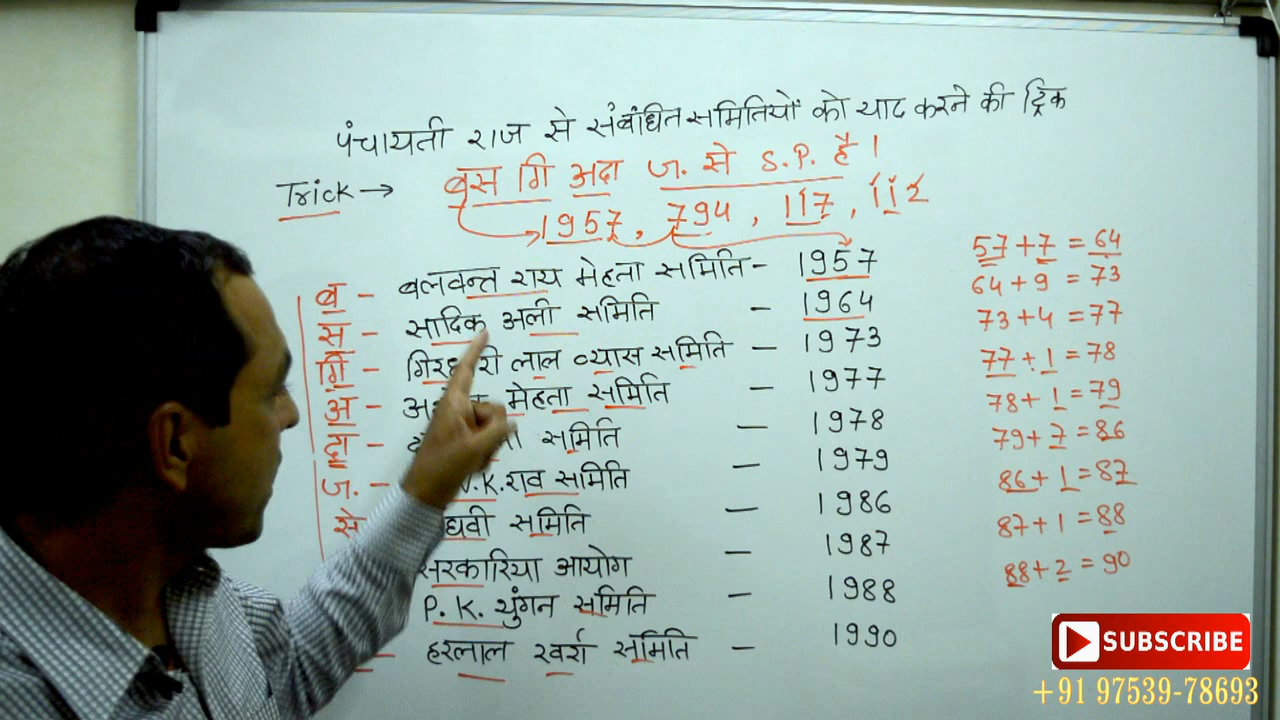 पंचायती राज से संबंधित समितियों को याद करने की ट्रिक
Trick → बस गि अदा ज. से S.P. है।
1957, 794, 117, 112
ब - बलवन्त राय मेहता समिति - 1957
स - सादिक अली समिति - 1964
गि - गिरधारी लाल व्यास समिति - 1973
अ - मेहता समिति - 1977
दा - समिति - 1978
ज. - .K.राव समिति - 1979
से समिति - 1986
सरकारिया आयोग - 1987
P. K. थुंगन समिति - 1988
हरलाल खर्रा समिति - 1990
57+7 = 64
64+9 = 73
73+4 = 77
77+1 = 78
78+1 = 79
79+7 = 86
86+1 = 87
87+1 = 88
88+2 = 90
SUBSCRIBE
+91 97539-78693